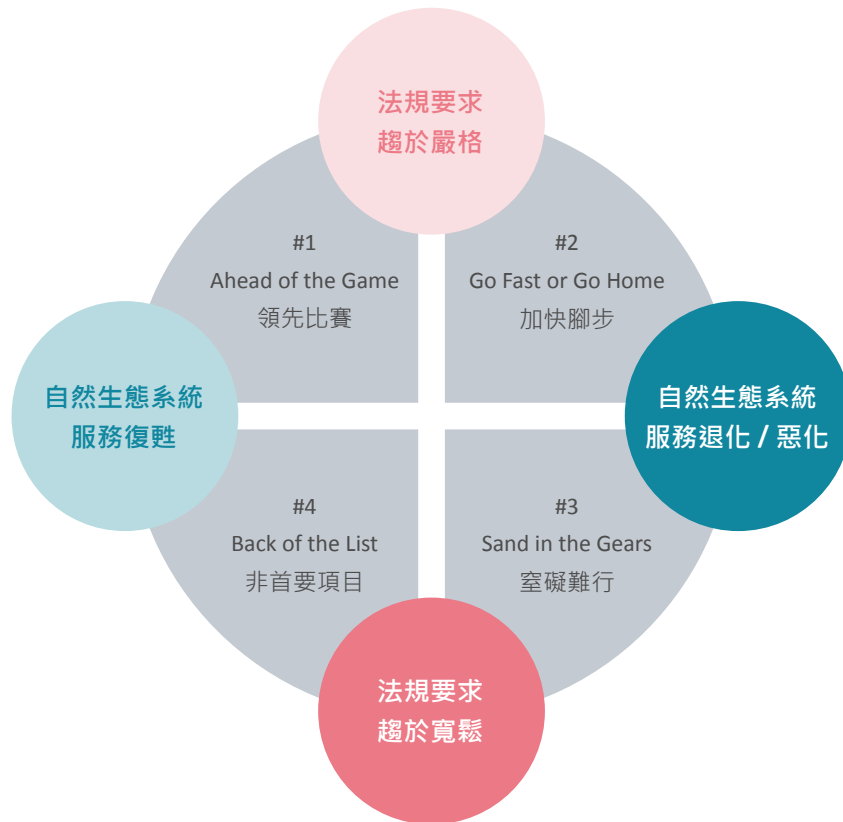 法規要求
趨於嚴格
#1
Ahead of the Game
領先比賽
#2
Go Fast or Go Home
加快腳步
自然生態系統
服務復甦
自然生態系統
服務退化 / 惡化
#4
Back of the List
非首要項目
#3
Sand in the Gears
窒礙難行
法規要求
趨於寬鬆